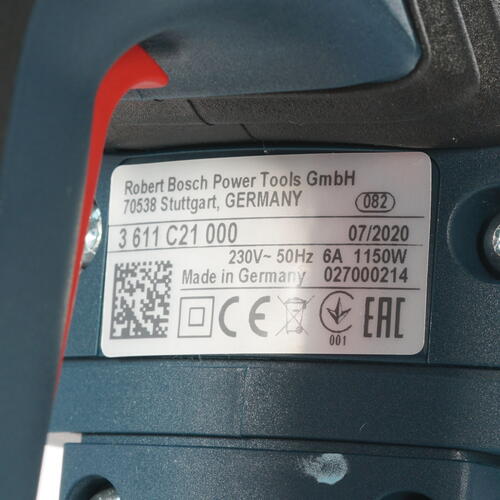 Robert Bosch Power Tools GmbH
70538 Stuttgart, GERMANY 082
3 611 C21 000 07/2020
230V~ 50Hz 6A 1150W
Made in Germany 027000214
CE EAC
001